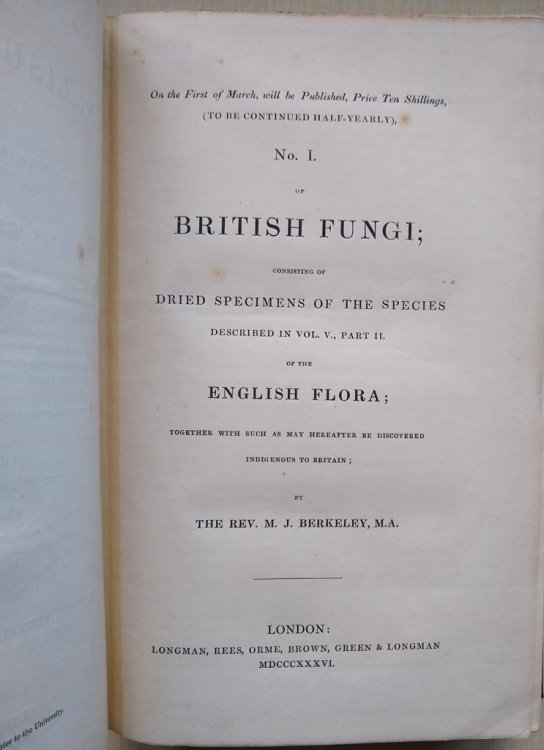 On the First of March, will be Published, Price Ten Shillings,
(TO BE CONTINUED HALF-YEARLY),
No. I.
OF
BRITISH FUNGI;
CONSISTING OF
DRIED SPECIMENS OF THE SPECIES
DESCRIBED IN VOL. V., PART II.
OF THE
ENGLISH FLORA;
TOGETHER WITH SUCH AS MAY HEREAFTER BE DISCOVERED
INDIGENOUS TO BRITAIN;
BY
THE REV. M. J. BERKELEY, M.A.
LONDON:
LONGMAN, REES, ORME, BROWN, GREEN & LONGMAN
MDCCCXXXVI.
to the University.